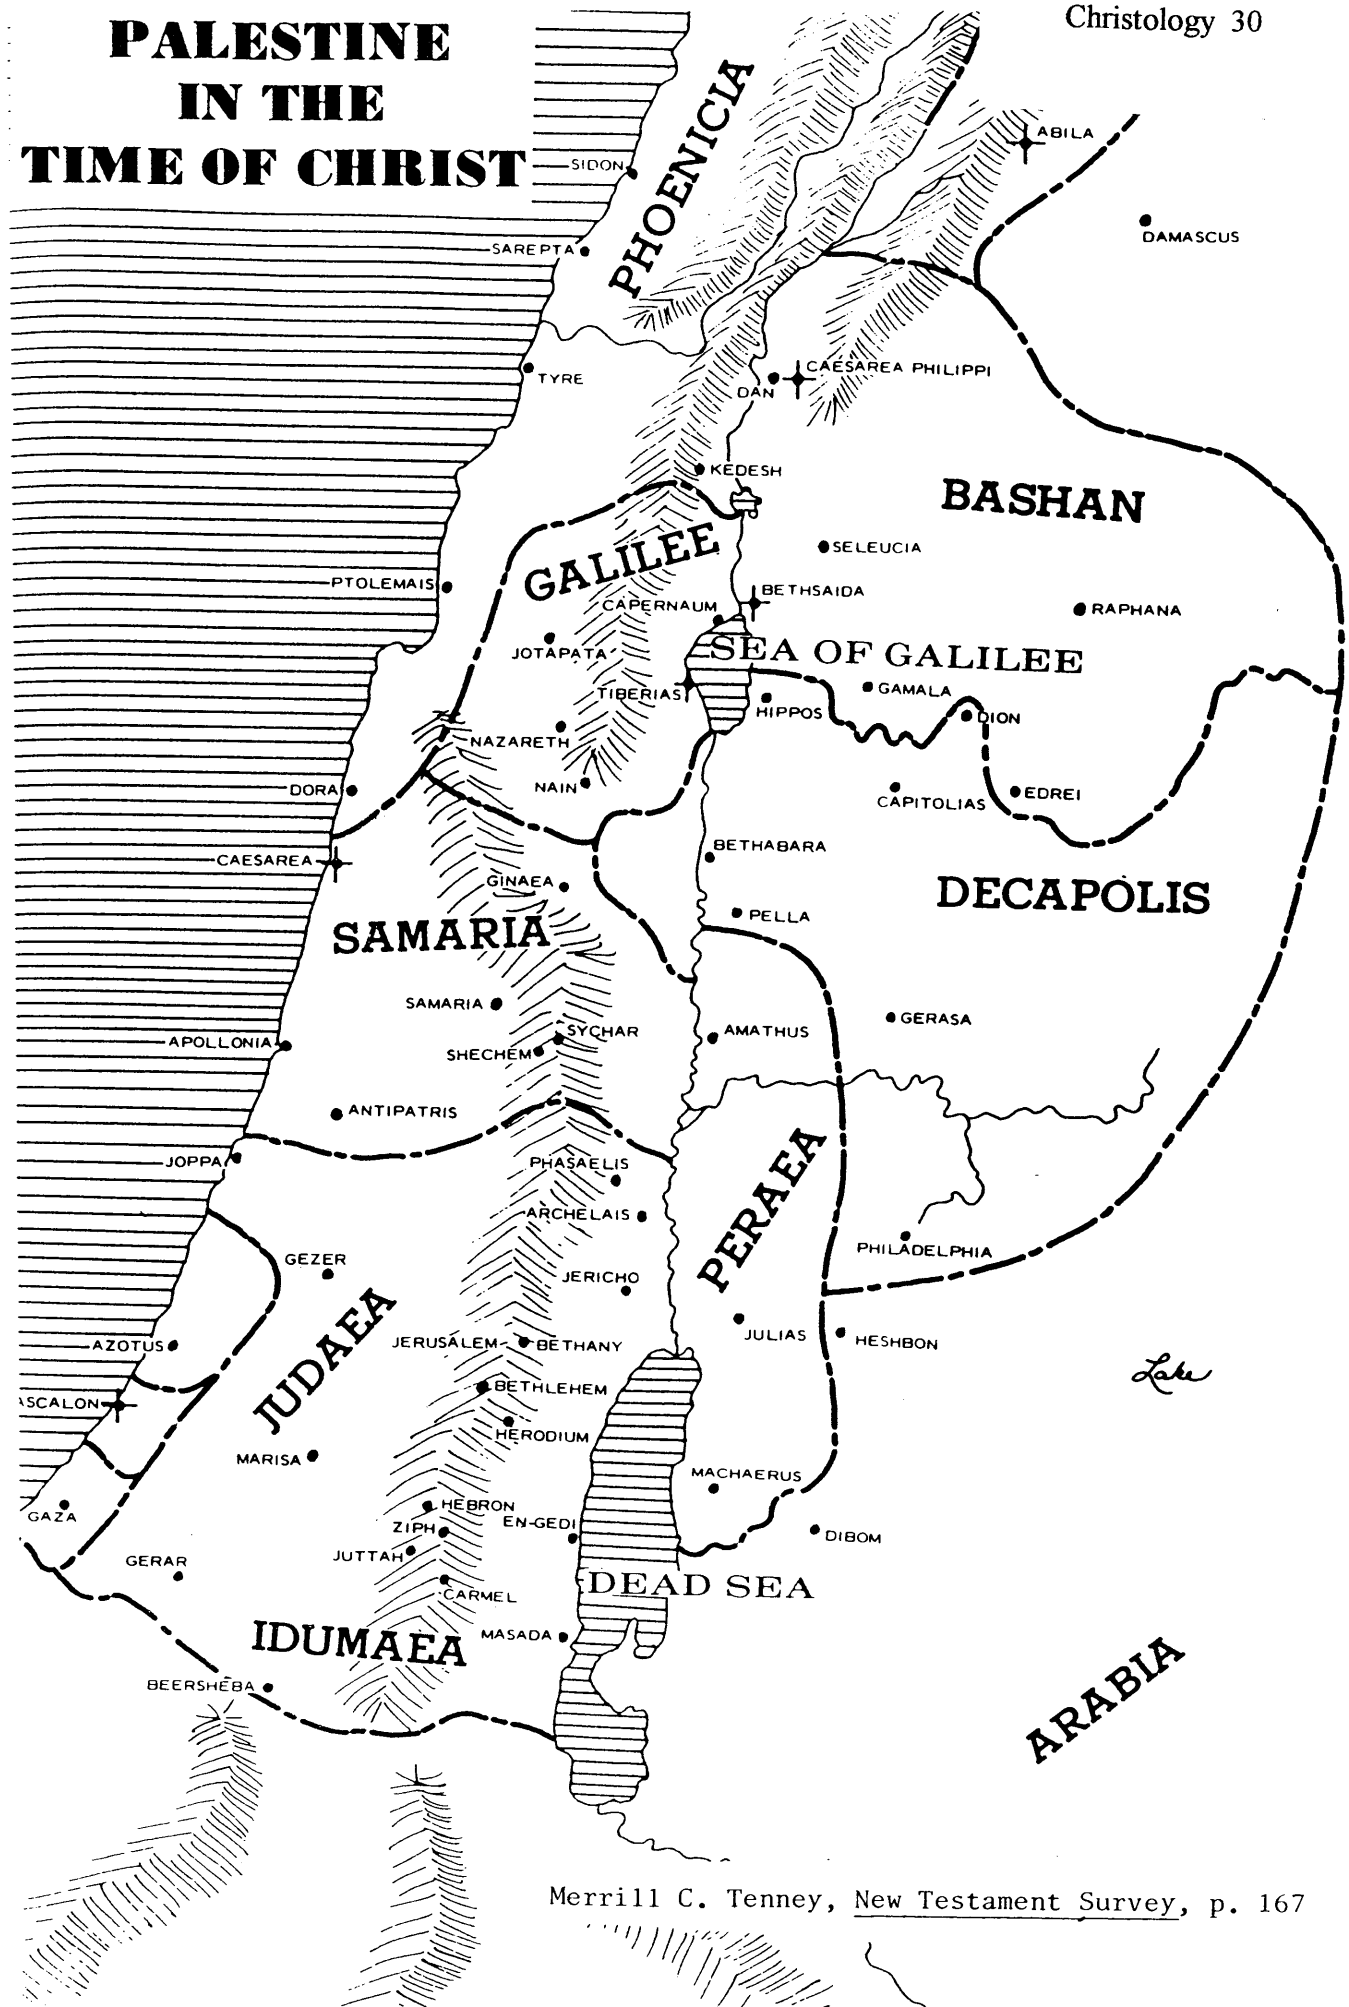 Christology 30
PALESTINE
IN THE
TIME OF CHRIST
PHOENICIA
ABILA
SIDON
DAMASCUS
SAREPTA
TYRE
CAESAREA PHILIPPI
DAN
KEDESH
BASHAN
GALILEE
SELEUCIA
PTOLEMAIS
BETHSAIDA
CAPERNAUM
RAPHANA
JOTAPATA
SEA OF GALILEE
TIBERIAS
GAMALA
HIPPOS
DION
NAZARETH
NAIN
DORA
CAPITOLIAS
EDREI
BETHABARA
CAESAREA
GINAEA
DECAPOLIS
PELLA
SAMARIA
SAMARIA
GERASA
SYCHAR
AMATHUS
APOLLONIA
SHECHEM
ANTIPATRIS
JOPPA
PHASAELIS
PERAEA
ARCHELAIS
PHILADELPHIA
GEZER
JERICHO
JUDAEA
JULIAS
HESHBON
AZOTUS
JERUSALEM
BETHANY
Lake
BETHLEHEM
ASCALON
HERODIUM
MARISA
MACHAERUS
HEBRON
GAZA
EN-GEDI
ZIPH
DIBOM
JUTTAH
GERAR
DEAD SEA
CARMEL
IDUMAEA
MASADA
BEERSHEBA
ARABIA
Merrill C. Tenney, New Testament Survey, p. 167